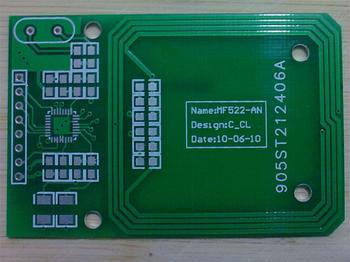 Name:MF522-AN
Design:C_CL
Date:10-06-10
905ST212406A